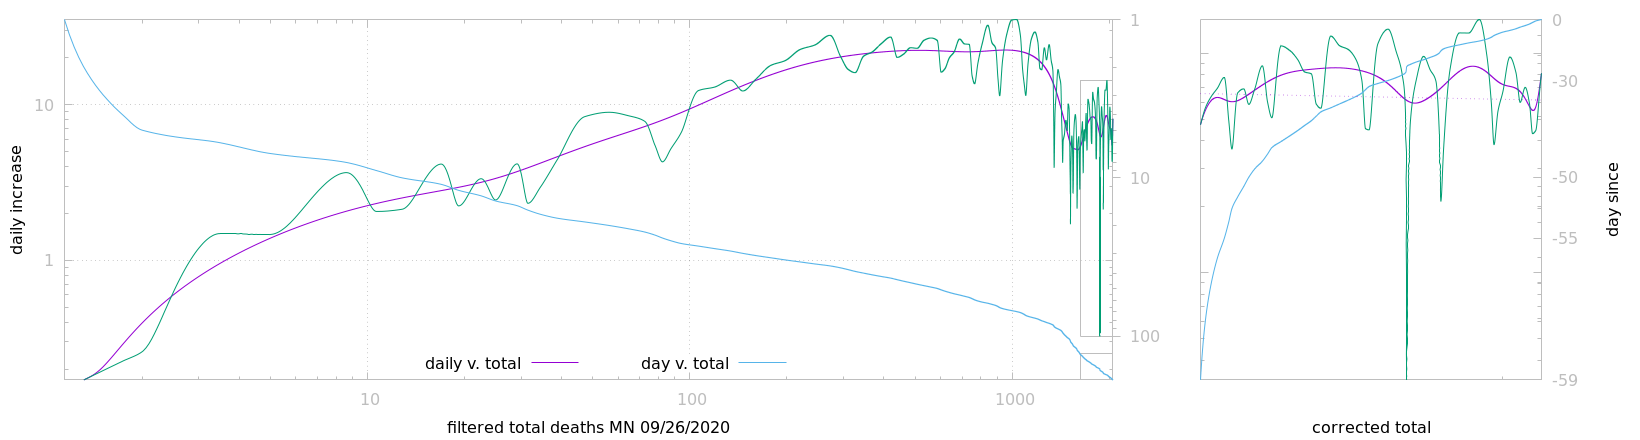 1
0
10
-30
daily increase
10
-50
day since
1
-55
100
daily v. total
day v. total
-59
10
100
1000
filtered total deaths MN 09/26/2020
corrected total